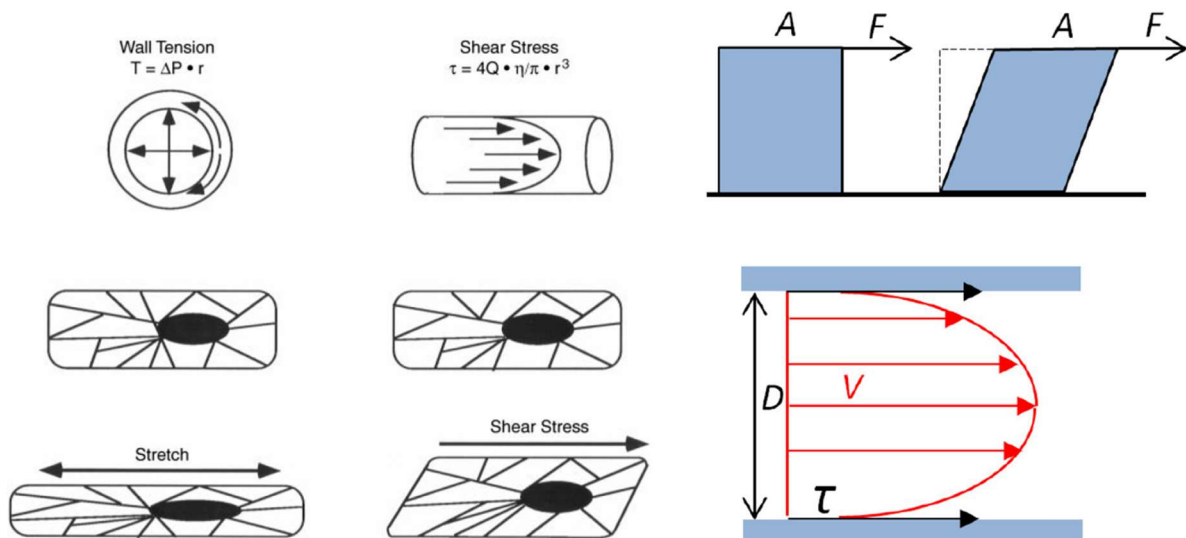 Wall Tension
T = ΔP • r
Shear Stress
τ = 4Q • η/π • r³
A
F
A
F
Stretch
Shear Stress
D
V
τ